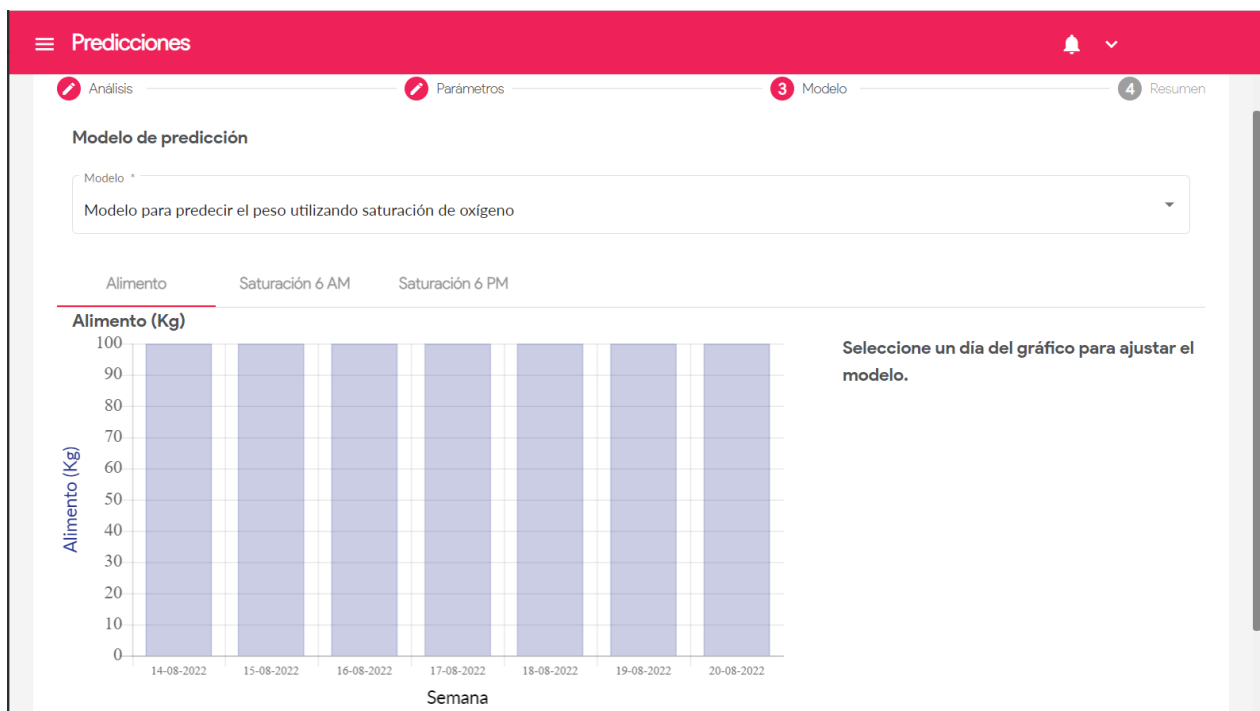 Predicciones
Análisis
Parámetros
3 Modelo
4 Resumen
Modelo de predicción
Modelo *
Modelo para predecir el peso utilizando saturación de oxígeno
Alimento
Saturación 6 AM
Saturación 6 PM
Alimento (Kg)
Seleccione un día del gráfico para ajustar el
modelo.
100
90
80
70
60
50
40
30
20
10
0
Alimento (Kg)
14-08-2022
15-08-2022
16-08-2022
17-08-2022
18-08-2022
19-08-2022
20-08-2022
Semana